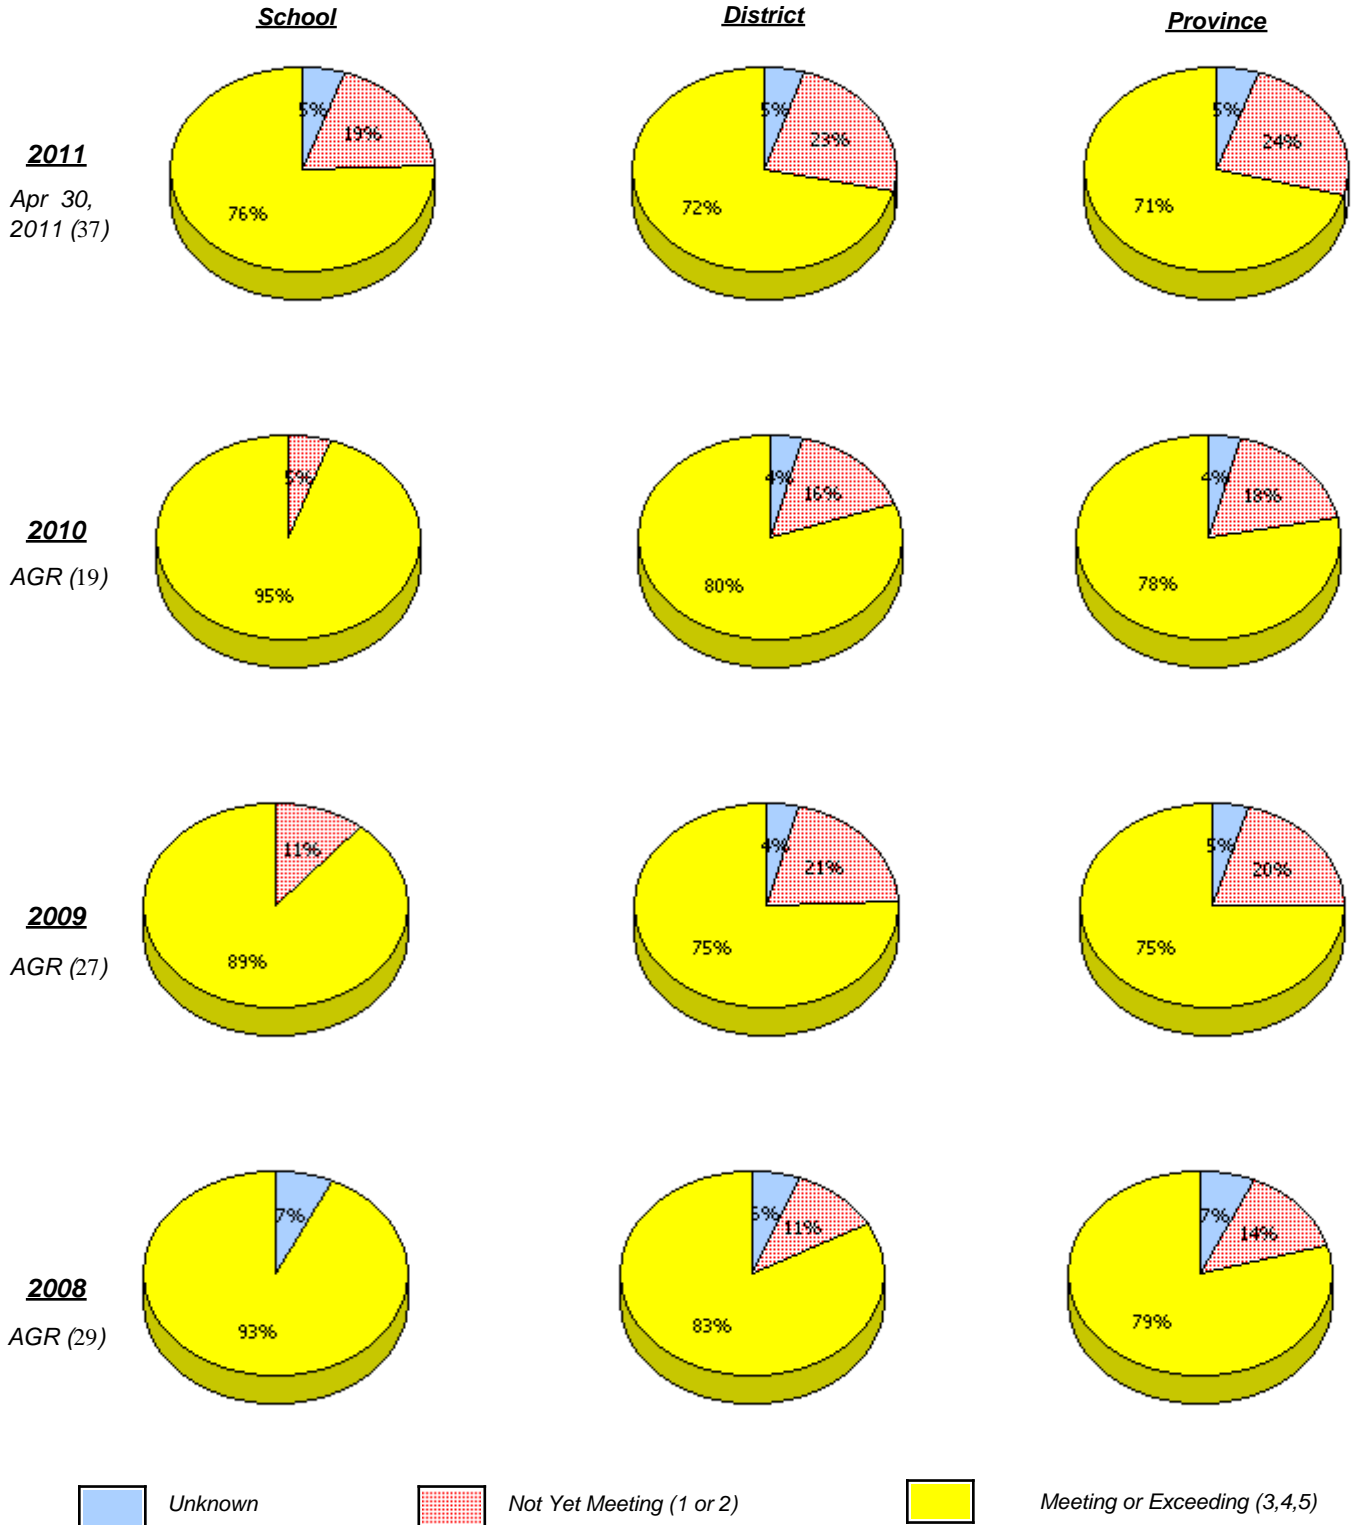 School District Province
5% 19% 76%
5% 23% 72%
5% 24% 71%
2011
Apr 30,
2011 (37)
5% 95%
4% 16% 80%
4% 18% 78%
2010
AGR (19)
11% 89%
4% 21% 75%
5% 20% 75%
2009
AGR (27)
7% 93%
6% 11% 83%
7% 14% 79%
2008
AGR (29)
Unknown Not Yet Meeting (1 or 2) Meeting or Exceeding (3,4,5)